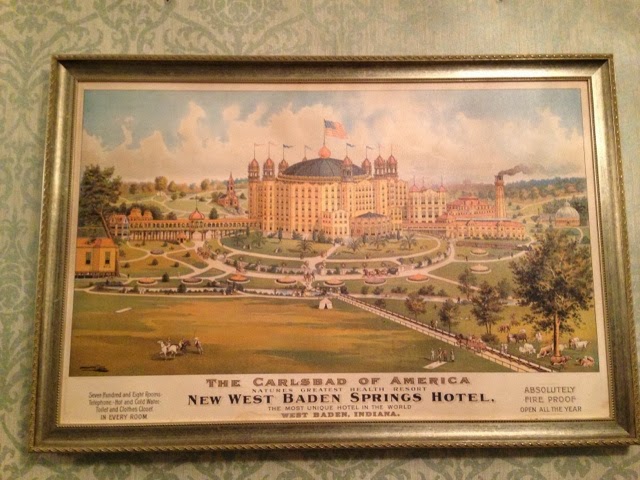 THE CARLSBAD OF AMERICA
NATURES GREATEST HEALTH RESORT
NEW WEST BADEN SPRINGS HOTEL.
THE MOST UNIQUE HOTEL IN THE WORLD
WEST BADEN, INDIANA.
Seven Hundred and Eight Rooms.
Telephone - Hot and Cold Water.
Toilet and Clothes Closet
IN EVERY ROOM.
ABSOLUTELY
FIRE PROOF
OPEN ALL THE YEAR